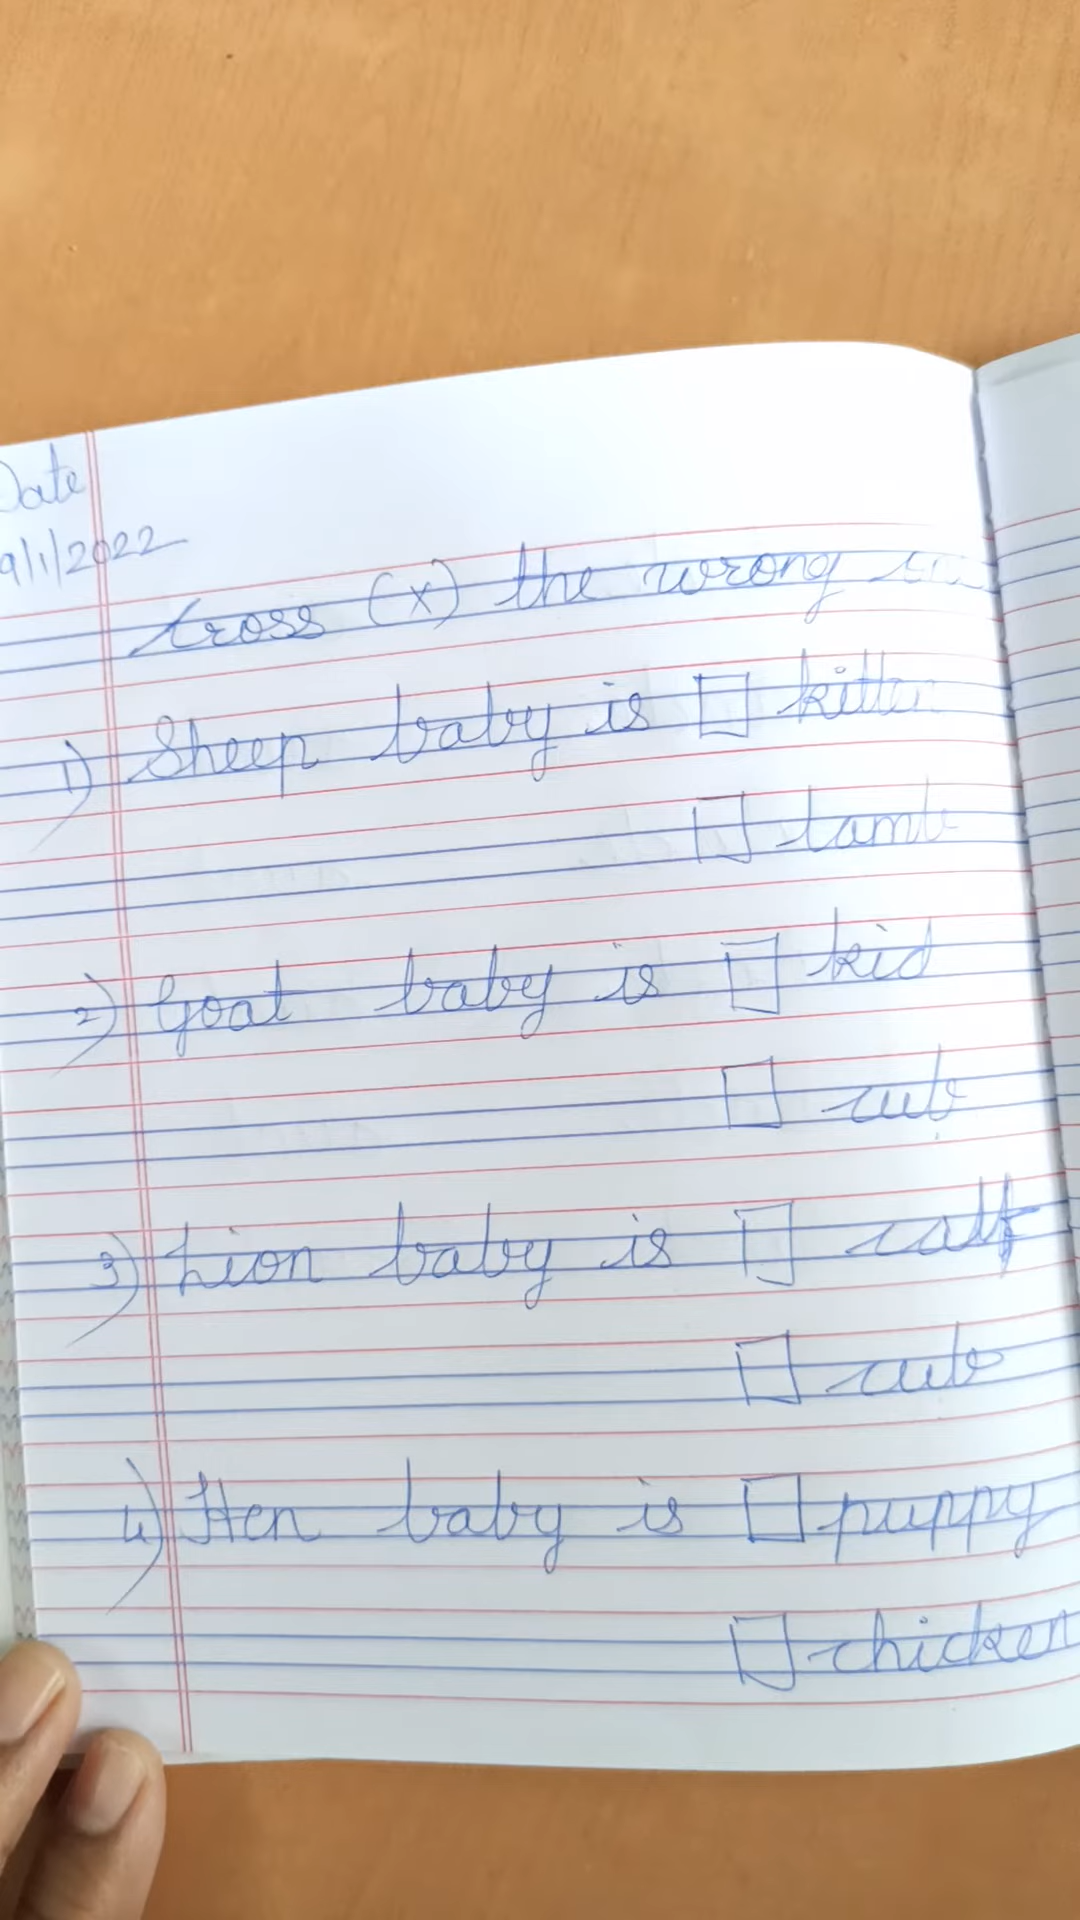 Date
9/1/2022
Cross (x) the wrong
1) Sheep baby is kitten
lamb
2) Goat baby is kid
cub
3) Lion baby is calf
cub
4) Hen baby is puppy
chicken